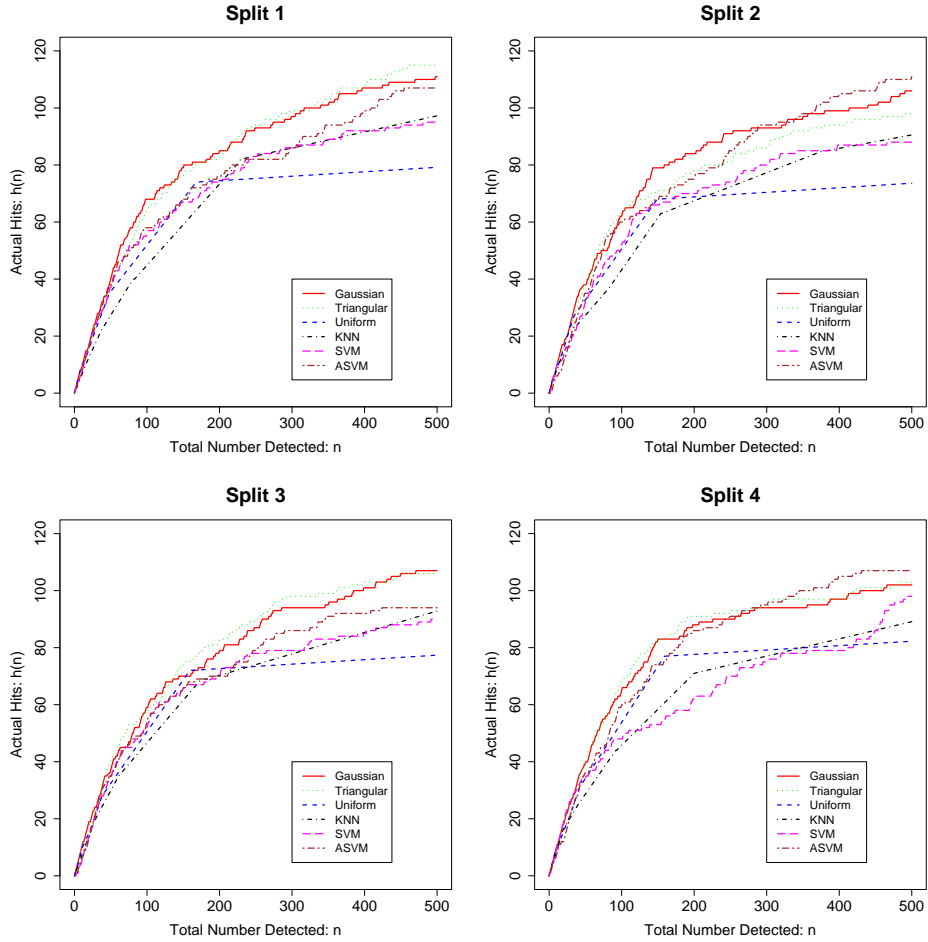 Split 1
Actual Hits: h(n)
120
100
80
60
40
20
0
Gaussian
Triangular
Uniform
KNN
SVM
ASVM
0 100 200 300 400 500
Total Number Detected: n
Split 2
Actual Hits: h(n)
120
100
80
60
40
20
0
Gaussian
Triangular
Uniform
KNN
SVM
ASVM
0 100 200 300 400 500
Total Number Detected: n
Split 3
Actual Hits: h(n)
120
100
80
60
40
20
0
Gaussian
Triangular
Uniform
KNN
SVM
ASVM
0 100 200 300 400 500
Total Number Detected: n
Split 4
Actual Hits: h(n)
120
100
80
60
40
20
0
Gaussian
Triangular
Uniform
KNN
SVM
ASVM
0 100 200 300 400 500
Total Number Detected: n